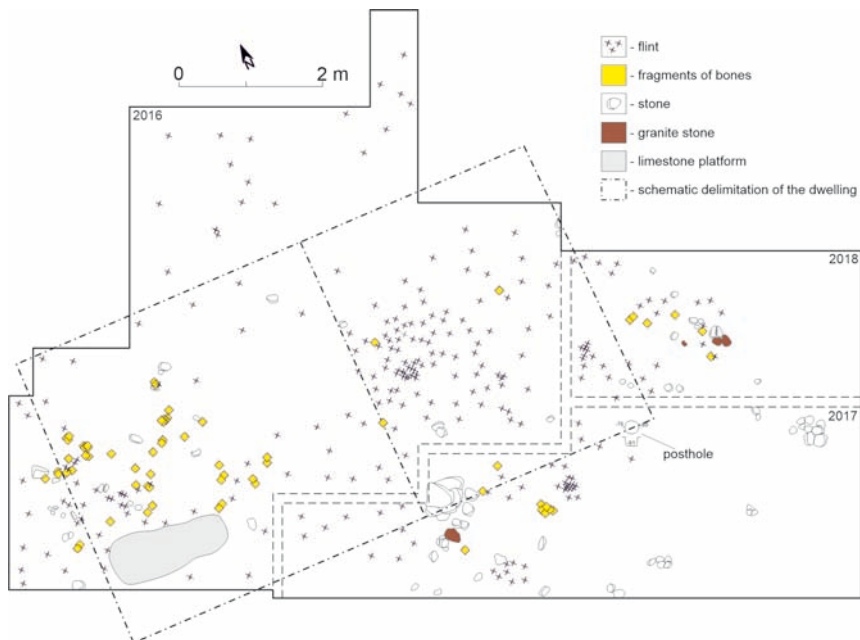 0 2 m
2016
- flint
- fragments of bones
- stone
- granite stone
- limestone platform
- schematic delimitation of the dwelling
2018
2017
posthole